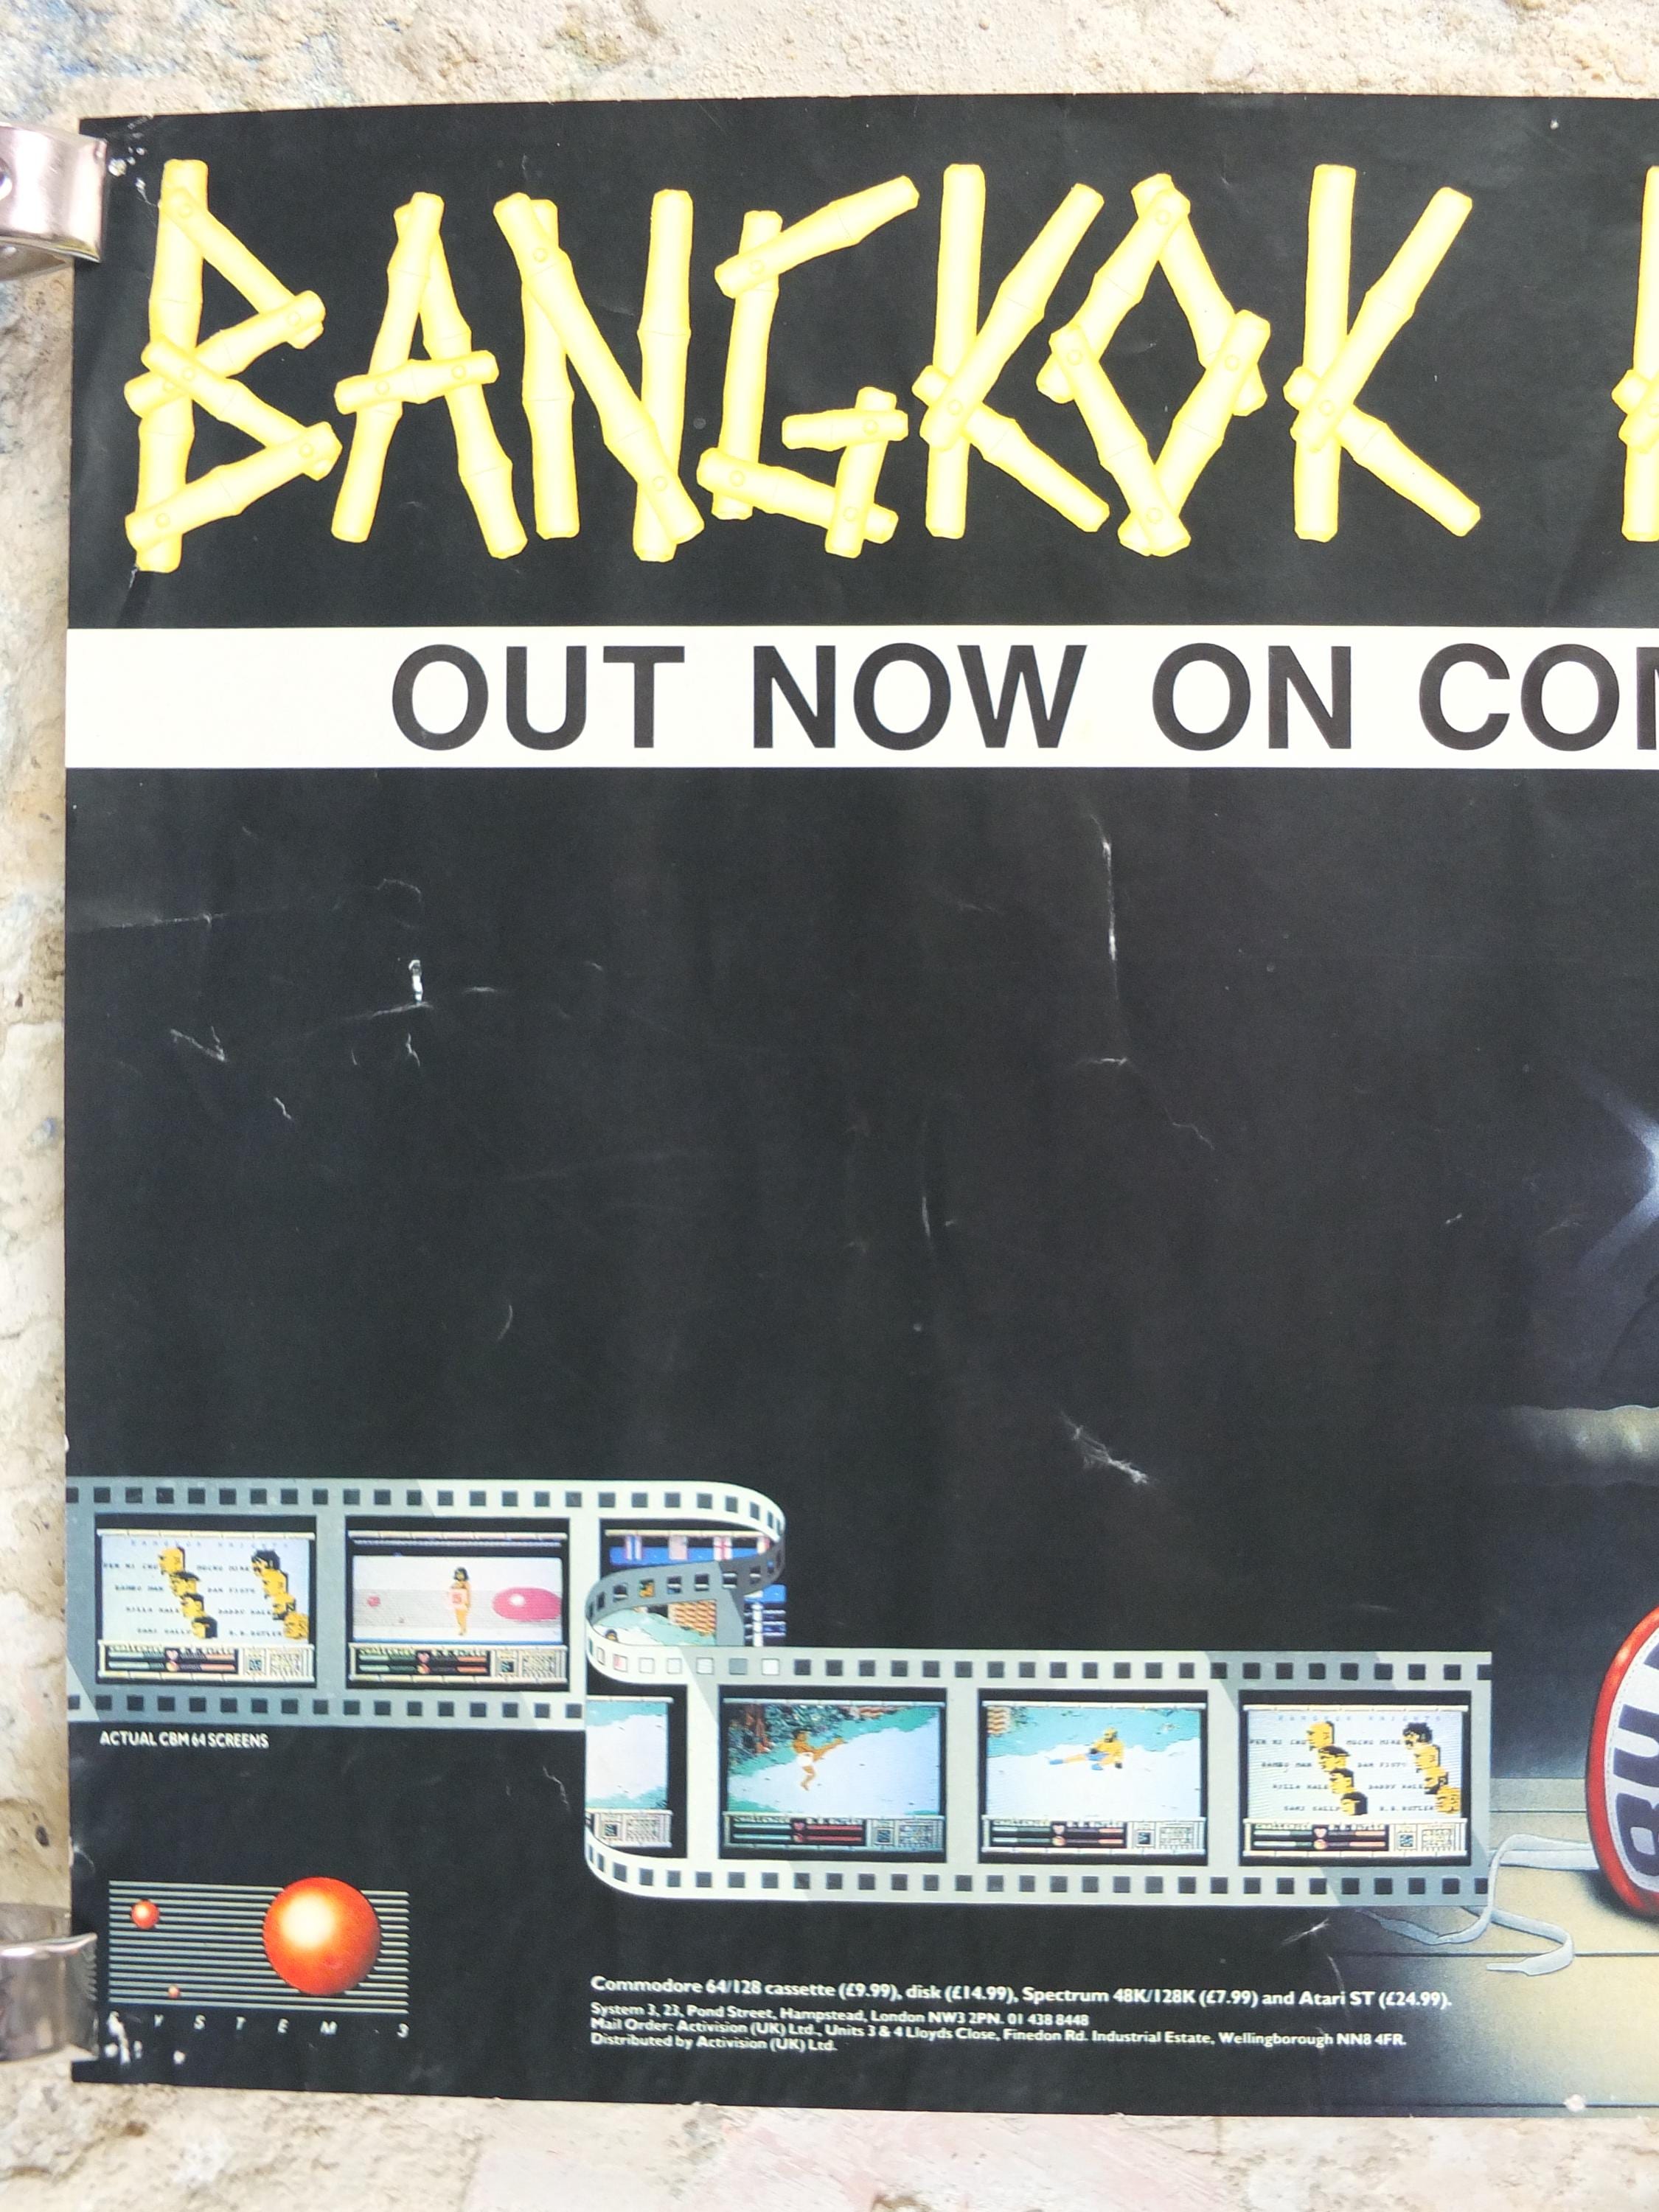 BANGKOK
OUT NOW ON COM
ACTUAL CBM 64 SCREENS
BU
SYSTEM 3
Commodore 64/128 cassette (£9.99), disk (£14.99), Spectrum 48K/128K (£7.99) and Atari ST (£24.99).
System 3, 23, Pond Street, Hampstead, London NW3 2PN. 01 438 8448
Mail Order: Activision (UK) Ltd., Units 3 & 4 Lloyds Close, Finedon Rd. Industrial Estate, Wellingborough NN8 4FR.
Distributed by Activision (UK) Ltd.